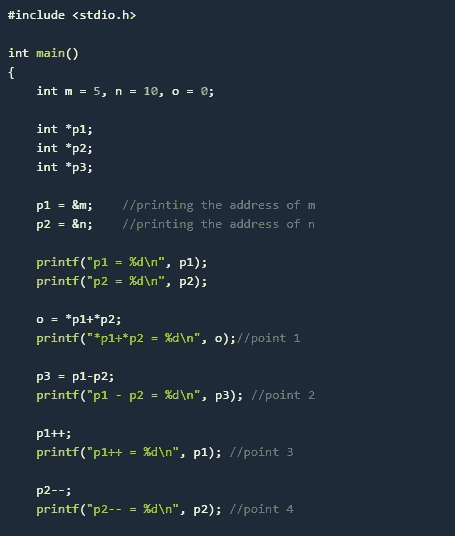 #include <stdio.h>
int main()
{
int m = 5, n = 10, o = 0;
int *p1;
int *p2;
int *p3;
p1 = &m;    //printing the address of m
p2 = &n;    //printing the address of n
printf("p1 = %d\n", p1);
printf("p2 = %d\n", p2);
o = *p1+*p2;
printf("*p1+*p2 = %d\n", o);//point 1
p3 = p1-p2;
printf("p1 - p2 = %d\n", p3); //point 2
p1++;
printf("p1++ = %d\n", p1); //point 3
p2--;
printf("p2-- = %d\n", p2); //point 4